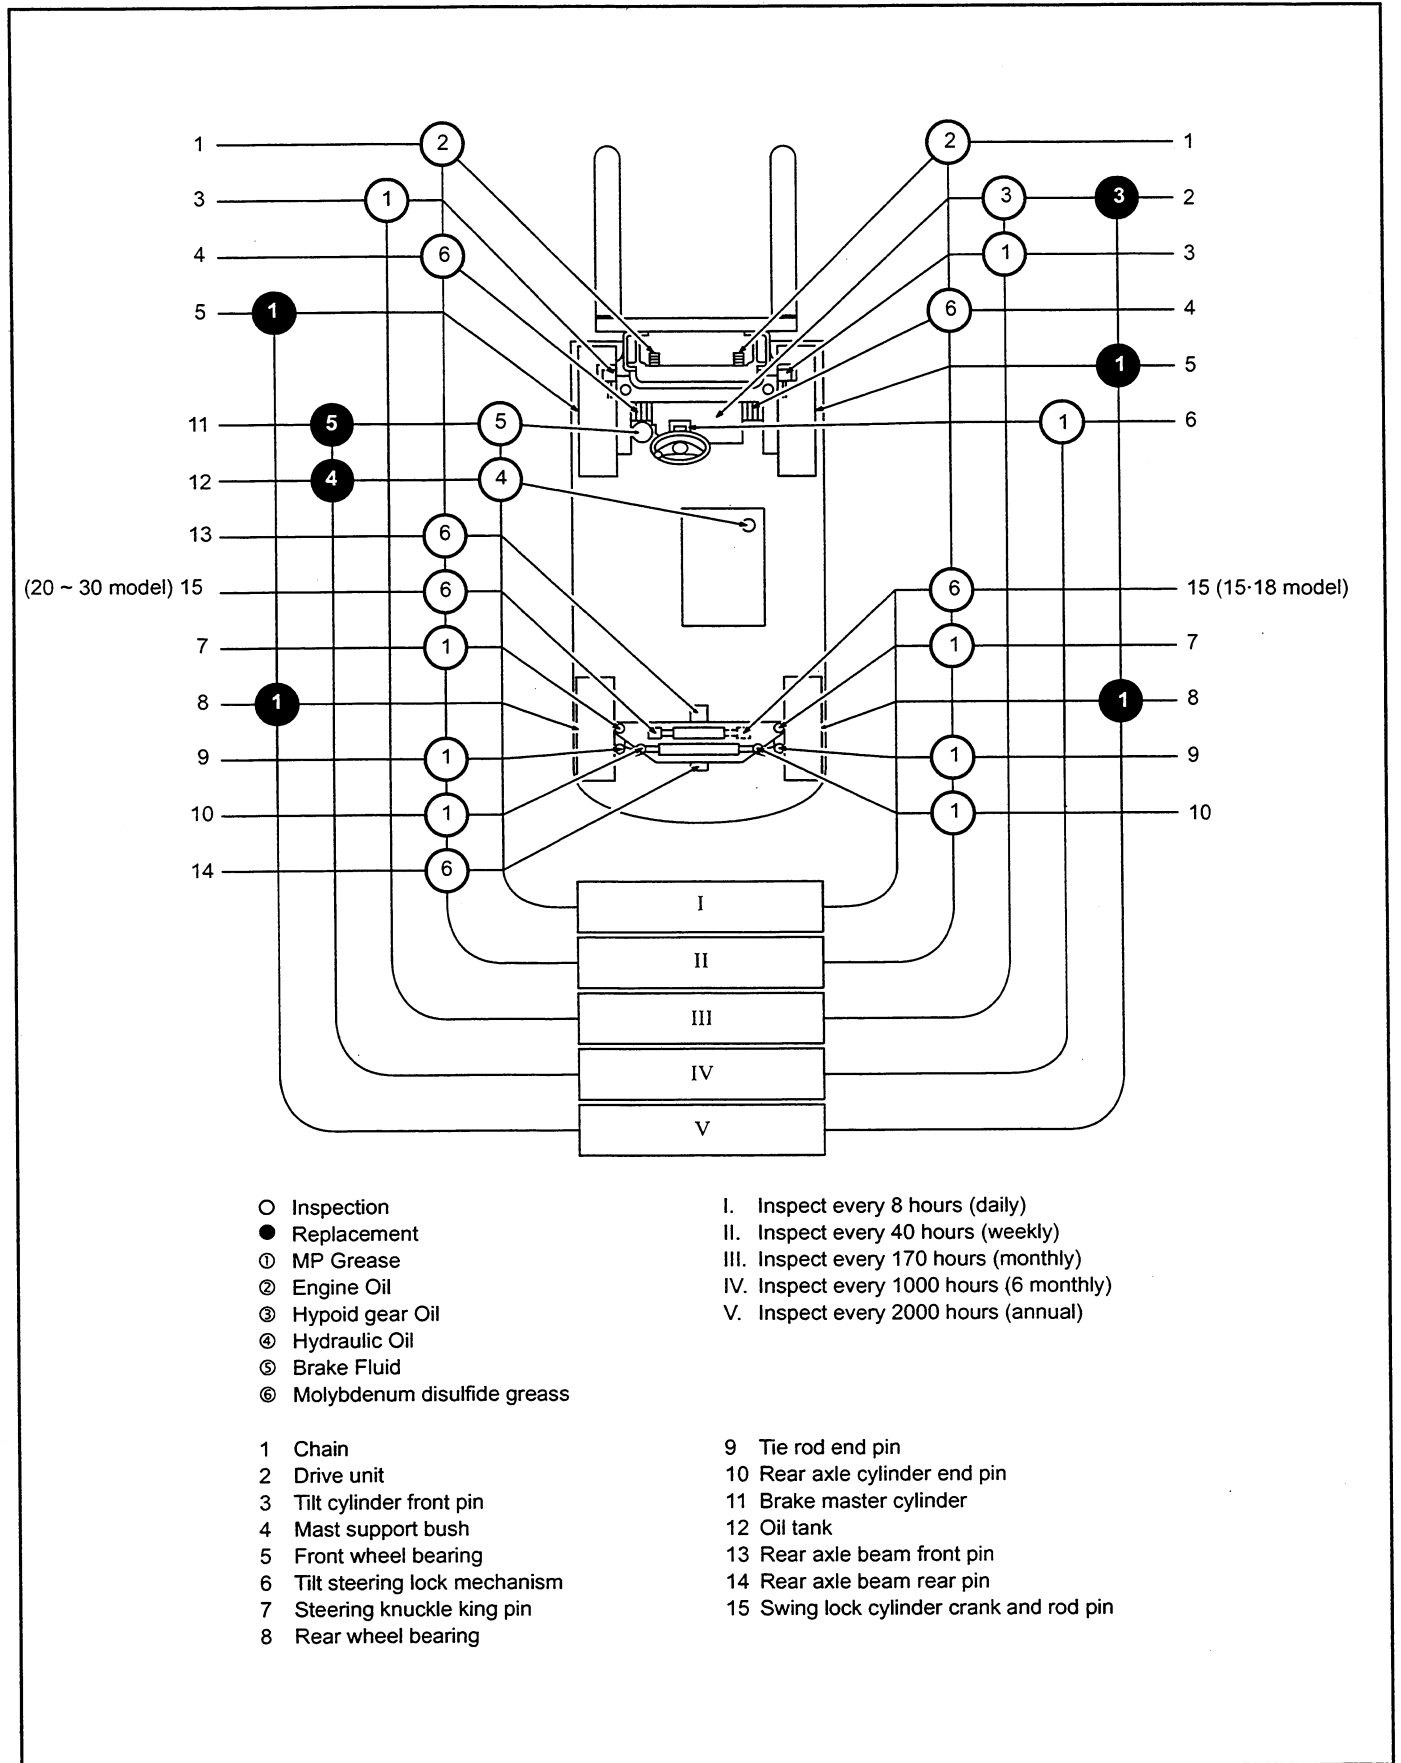 1 2 2 1
3 1 3 3 2
4 6 1 3
5 1 6 4
1 5
11 5 5 1 6
12 4 4
13 6
(20 ~ 30 model) 15 6 6 15 (15·18 model)
7 1 1 7
8 1 1 8
9 1 1 9
10 1 1 10
14 6
I
II
III
IV
V
○ Inspection
● Replacement
① MP Grease
② Engine Oil
③ Hypoid gear Oil
④ Hydraulic Oil
⑤ Brake Fluid
⑥ Molybdenum disulfide greass
I. Inspect every 8 hours (daily)
II. Inspect every 40 hours (weekly)
III. Inspect every 170 hours (monthly)
IV. Inspect every 1000 hours (6 monthly)
V. Inspect every 2000 hours (annual)
1 Chain
2 Drive unit
3 Tilt cylinder front pin
4 Mast support bush
5 Front wheel bearing
6 Tilt steering lock mechanism
7 Steering knuckle king pin
8 Rear wheel bearing
9 Tie rod end pin
10 Rear axle cylinder end pin
11 Brake master cylinder
12 Oil tank
13 Rear axle beam front pin
14 Rear axle beam rear pin
15 Swing lock cylinder crank and rod pin